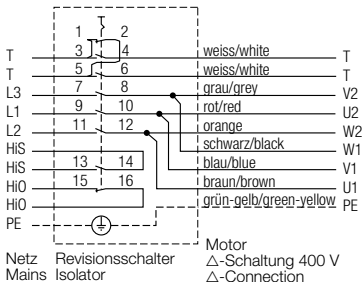 1 2
T 3 4 weiss/white T
T 5 6 weiss/white T
L3 7 8 grau/grey V2
L1 9 10 rot/red U2
L2 11 12 orange W2
HiS schwarz/black W1
HiS 13 14 blau/blue V1
HiO 15 16 braun/brown U1
HiO grün-gelb/green-yellow PE
PE
Netz Revisionsschalter Motor
Mains Isolator △-Schaltung 400 V
△-Connection